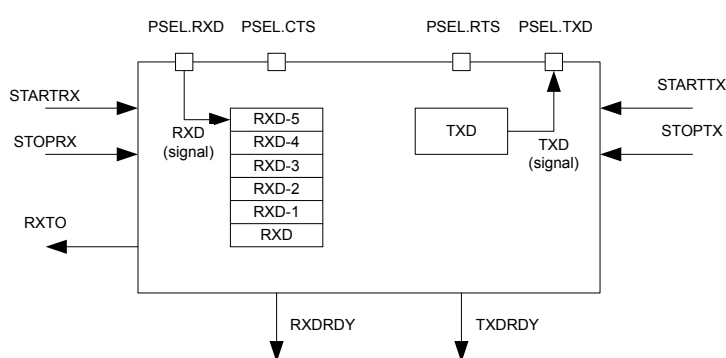 PSEL.RXD
PSEL.CTS
PSEL.RTS
PSEL.TXD
STARTRX
STOPRX
RXTO
RXD
(signal)
RXD-5
RXD-4
RXD-3
RXD-2
RXD-1
RXD
TXD
TXD
(signal)
STARTTX
STOPTX
RXDRDY
TXDRDY